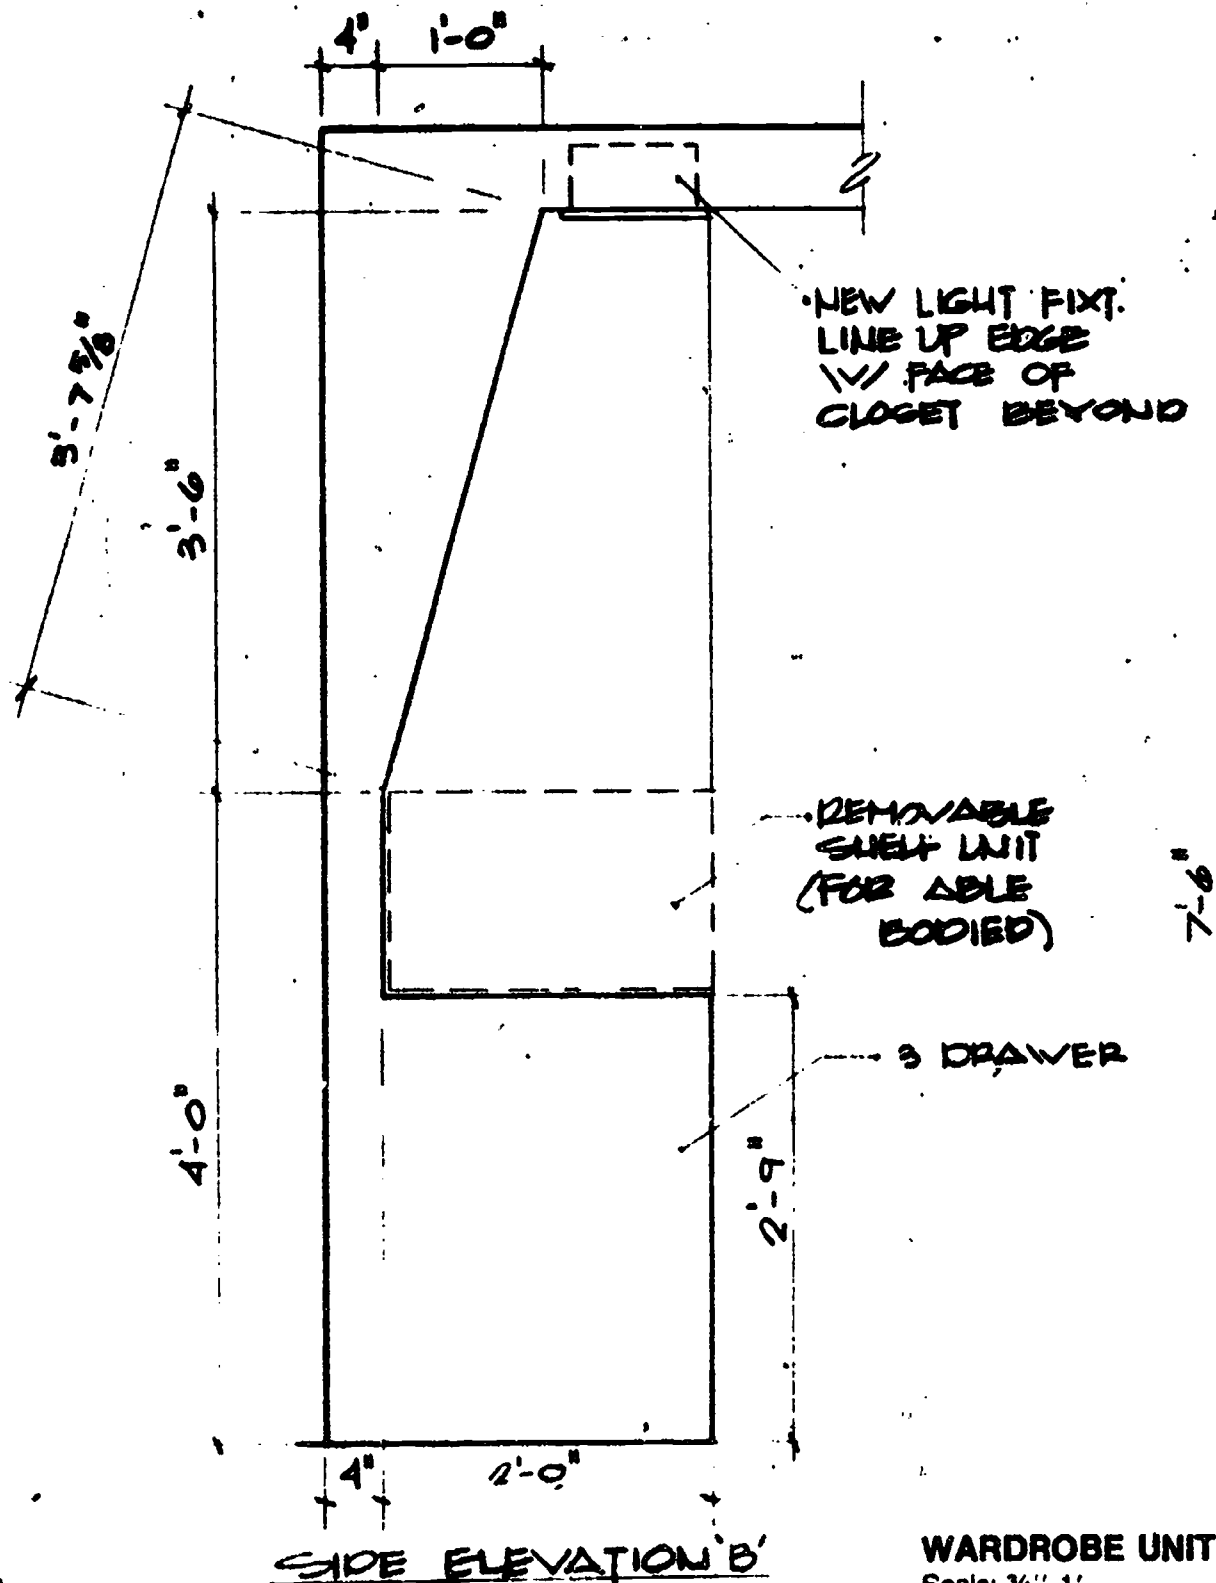 4" 1'-0"
NEW LIGHT FIXT.
LINE UP EDGE
W/ FACE OF
CLOSET BEYOND
3'-7 5/8"
3'-6"
REMOVABLE
SHELF UNIT
(FOR ABLE
BODIED)
7'-6"
3 DRAWER
4'-0"
2'-9"
4" 2'-0"
SIDE ELEVATION 'B'
WARDROBE UNIT